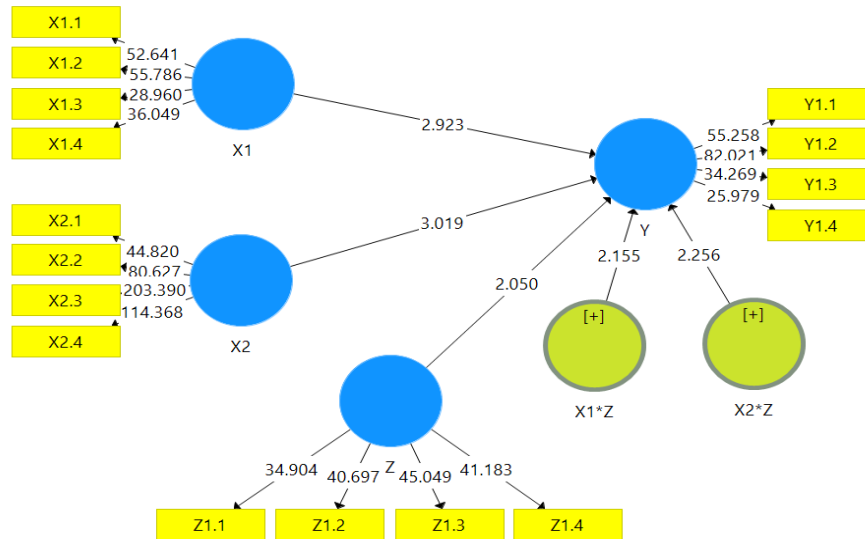 X1.1
52.641
X1.2
55.786
X1.3
28.960
X1.4
36.049
X1
2.923
Y1.1
55.258
Y1.2
82.021
Y1.3
34.269
Y1.4
25.979
Y
X2.1
44.820
X2.2
80.627
X2.3
203.390
X2.4
114.368
X2
3.019
2.050
2.155
2.256
[+]
[+]
X1*Z
X2*Z
Z
34.904
40.697
45.049
41.183
Z1.1
Z1.2
Z1.3
Z1.4